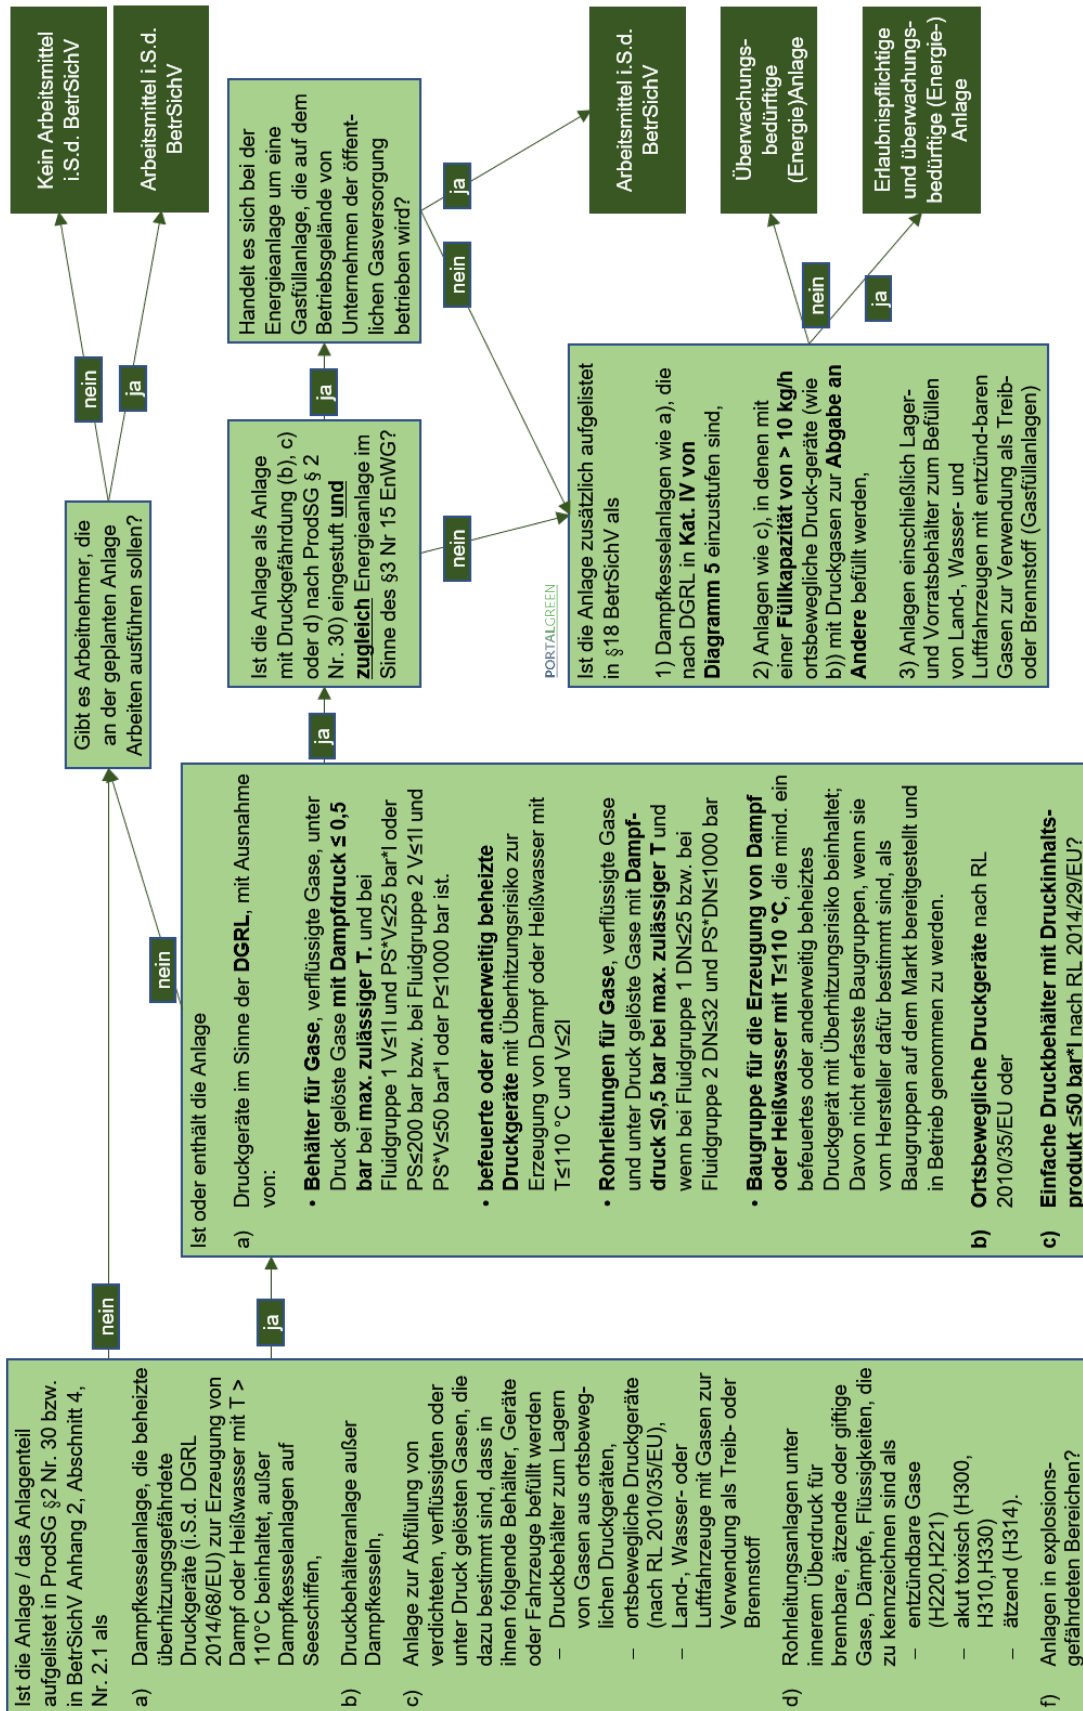 Ist die Anlage / das Anlagenteil
aufgelistet in ProdSG §2 Nr. 30 bzw.
in BetrSichV Anhang 2, Abschnitt 4,
Nr. 2.1 als
a) Dampfkesselanlage, die beheizte
überhitzungsgefährdete
Druckgeräte (i.S.d. DGRL
2014/68/EU) zur Erzeugung von
Dampf oder Heißwasser mit T >
110°C beinhaltet, außer
Dampfkesselanlagen auf
Seeschiffen,
b) Druckbehälteranlage außer
Dampfkesseln,
c) Anlage zur Abfüllung von
verdichteten, verflüssigten oder
unter Druck gelösten Gasen, die
dazu bestimmt sind, dass in
ihnen folgende Behälter, Geräte
oder Fahrzeuge befüllt werden
– Druckbehälter zum Lagern
von Gasen aus ortsbeweg-
lichen Druckgeräten,
– ortsbewegliche Druckgeräte
(nach RL 2010/35/EU),
– Land-, Wasser- oder
Luftfahrzeuge mit Gasen zur
Verwendung als Treib- oder
Brennstoff
d) Rohrleitungsanlagen unter
innerem Überdruck für
brennbare, ätzende oder giftige
Gase, Dämpfe, Flüssigkeiten, die
zu kennzeichnen sind als
– entzündbare Gase
(H220,H221)
– akut toxisch (H300,
H310,H330)
– ätzend (H314).
f) Anlagen in explosions-
gefährdeten Bereichen?
nein
ja
Ist oder enthält die Anlage
a) Druckgeräte im Sinne der DGRL, mit Ausnahme
von:
• Behälter für Gase, verflüssigte Gase, unter
Druck gelöste Gase mit Dampfdruck ≤ 0,5
bar bei max. zulässiger T. und bei
Fluidgruppe 1 V≤1l und PS*V≤25 bar*l oder
PS≤200 bar bzw. bei Fluidgruppe 2 V≤1l und
PS*V≤50 bar*l oder P≤1000 bar ist.
• befeuerte oder anderweitig beheizte
Druckgeräte mit Überhitzungsrisiko zur
Erzeugung von Dampf oder Heißwasser mit
T≤110 °C und V≤2l
• Rohrleitungen für Gase, verflüssigte Gase
und unter Druck gelöste Gase mit Dampf-
druck ≤0,5 bar bei max. zulässiger T und
wenn bei Fluidgruppe 1 DN≤25 bzw. bei
Fluidgruppe 2 DN≤32 und PS*DN≤1000 bar
• Baugruppe für die Erzeugung von Dampf
oder Heißwasser mit T≤110 °C, die mind. ein
befeuertes oder anderweitig beheiztes
Druckgerät mit Überhitzungsrisiko beinhaltet;
Davon nicht erfasste Baugruppen, wenn sie
vom Hersteller dafür bestimmt sind, als
Baugruppen auf dem Markt bereitgestellt und
in Betrieb genommen zu werden.
b) Ortsbewegliche Druckgeräte nach RL
2010/35/EU oder
c) Einfache Druckbehälter mit Druckinhalts-
produkt ≤50 bar*l nach RL 2014/29/EU?
nein
ja
Gibt es Arbeitnehmer, die
an der geplanten Anlage
Arbeiten ausführen sollen?
nein
ja
Kein Arbeitsmittel
i.S.d. BetrSichV
Arbeitsmittel i.S.d.
BetrSichV
Ist die Anlage als Anlage
mit Druckgefährdung (b), c)
oder d) nach ProdSG § 2
Nr. 30) eingestuft und
zugleich Energieanlage im
Sinne des §3 Nr 15 EnWG?
ja
nein
Handelt es sich bei der
Energieanlage um eine
Gasfüllanlage, die auf dem
Betriebsgelände von
Unternehmen der öffent-
lichen Gasversorgung
betrieben wird?
ja
nein
Arbeitsmittel i.S.d.
BetrSichV
PORTALGREEN
Ist die Anlage zusätzlich aufgelistet
in §18 BetrSichV als
1) Dampfkesselanlagen wie a), die
nach DGRL in Kat. IV von
Diagramm 5 einzustufen sind,
2) Anlagen wie c), in denen mit
einer Füllkapazität von > 10 kg/h
ortsbewegliche Druck-geräte (wie
b)) mit Druckgasen zur Abgabe an
Andere befüllt werden,
3) Anlagen einschließlich Lager-
und Vorratsbehälter zum Befüllen
von Land-, Wasser- und
Luftfahrzeugen mit entzünd-baren
Gasen zur Verwendung als Treib-
oder Brennstoff (Gasfüllanlagen)
nein
ja
Überwachungs-
bedürftige
(Energie)Anlage
Erlaubnispflichtige
und überwachungs-
bedürftige (Energie-)
Anlage